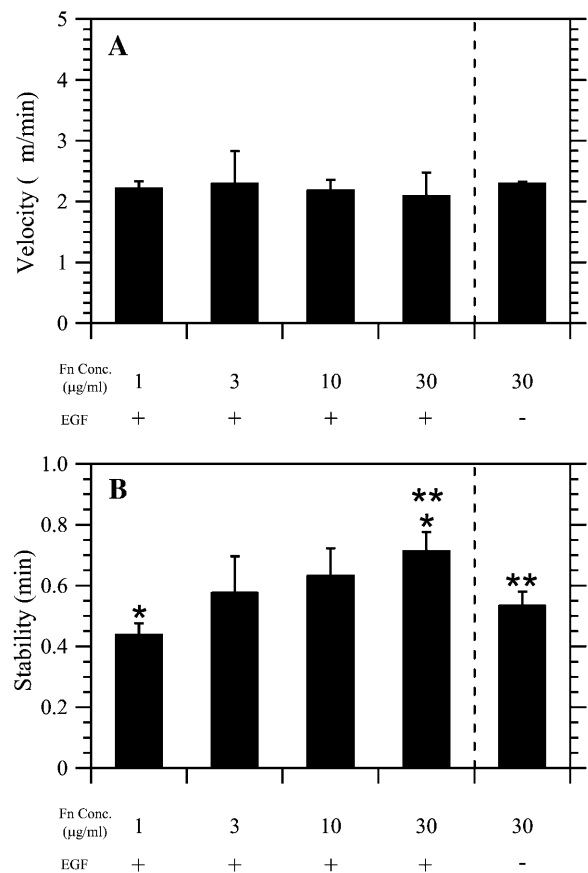 5
A
4
3
Velocity ( m/min)
2
1
0
Fn Conc.
(μg/ml) 1 3 10 30 30
EGF + + + + -
1.0
B
**
0.8
*
**
0.6
*
Stability (min)
0.4
0.2
0
Fn Conc.
(μg/ml) 1 3 10 30 30
EGF + + + + -